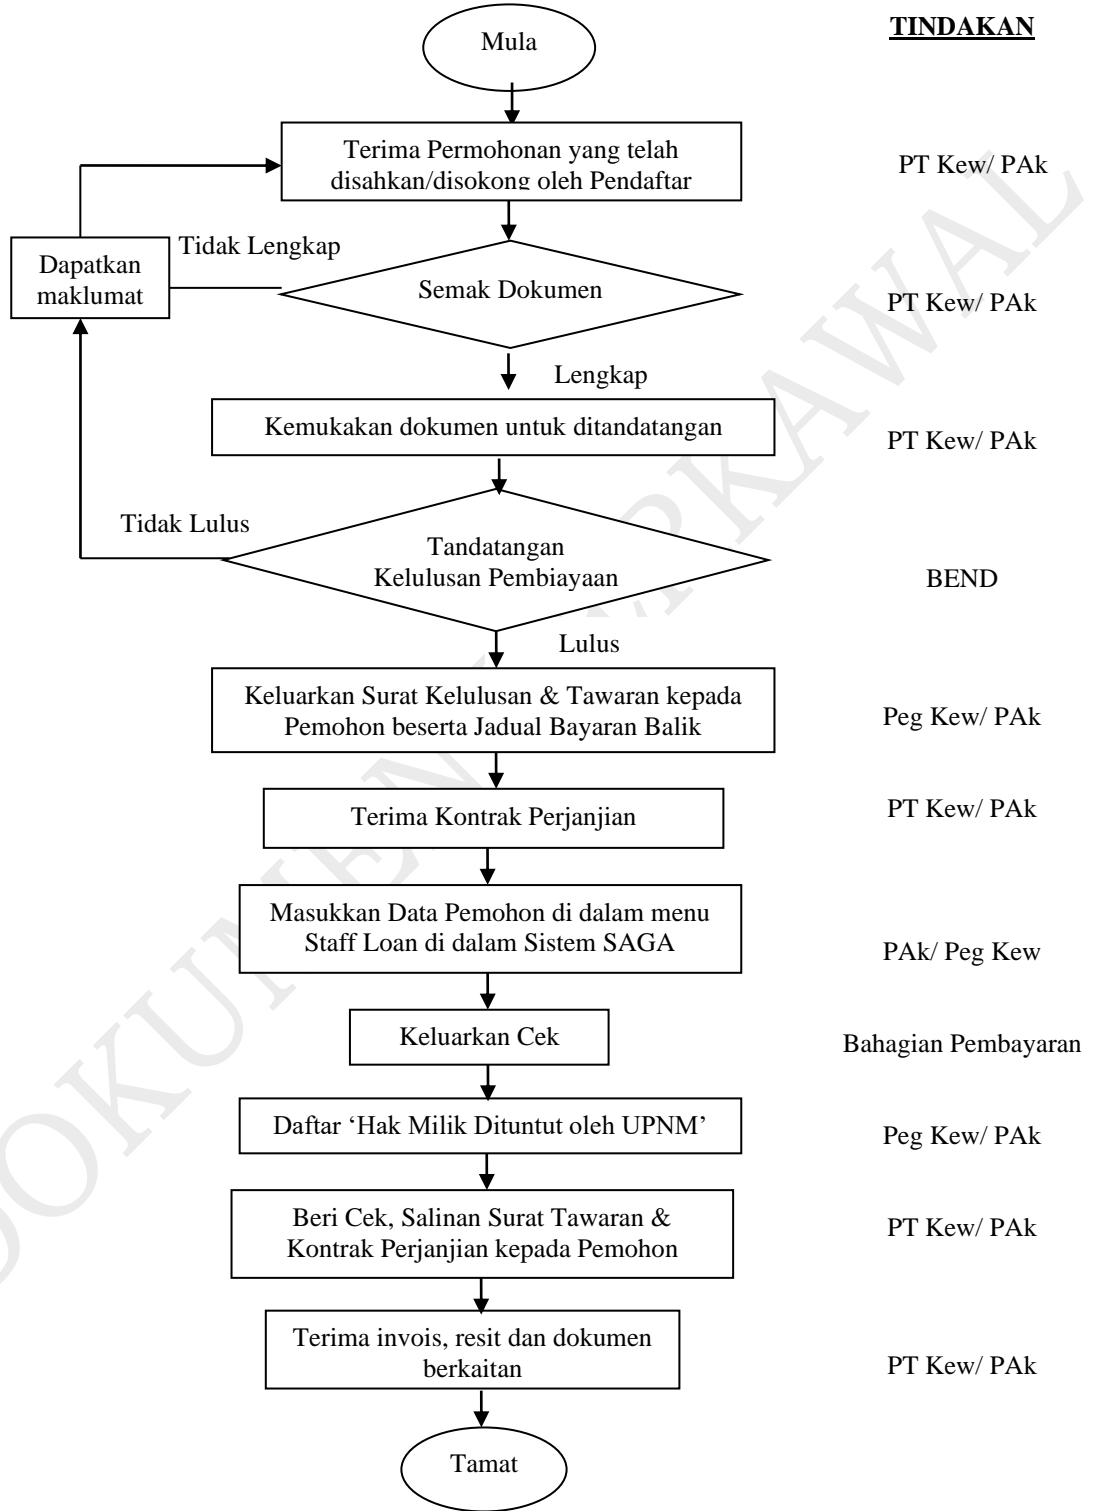 Mula
TINDAKAN
Terima Permohonan yang telah
disahkan/disokong oleh Pendaftar
PT Kew/ PAk
Tidak Lengkap
Dapatkan
maklumat
Semak Dokumen
PT Kew/ PAk
Lengkap
Kemukakan dokumen untuk ditandatangan
PT Kew/ PAk
Tidak Lulus
Tandatangan
Kelulusan Pembiayaan
BEND
Lulus
Keluarkan Surat Kelulusan & Tawaran kepada
Pemohon beserta Jadual Bayaran Balik
Peg Kew/ PAk
Terima Kontrak Perjanjian
PT Kew/ PAk
Masukkan Data Pemohon di dalam menu
Staff Loan di dalam Sistem SAGA
PAk/ Peg Kew
Keluarkan Cek
Bahagian Pembayaran
Daftar ‘Hak Milik Dituntut oleh UPNM’
Peg Kew/ PAk
Beri Cek, Salinan Surat Tawaran &
Kontrak Perjanjian kepada Pemohon
PT Kew/ PAk
Terima invois, resit dan dokumen
berkaitan
PT Kew/ PAk
Tamat